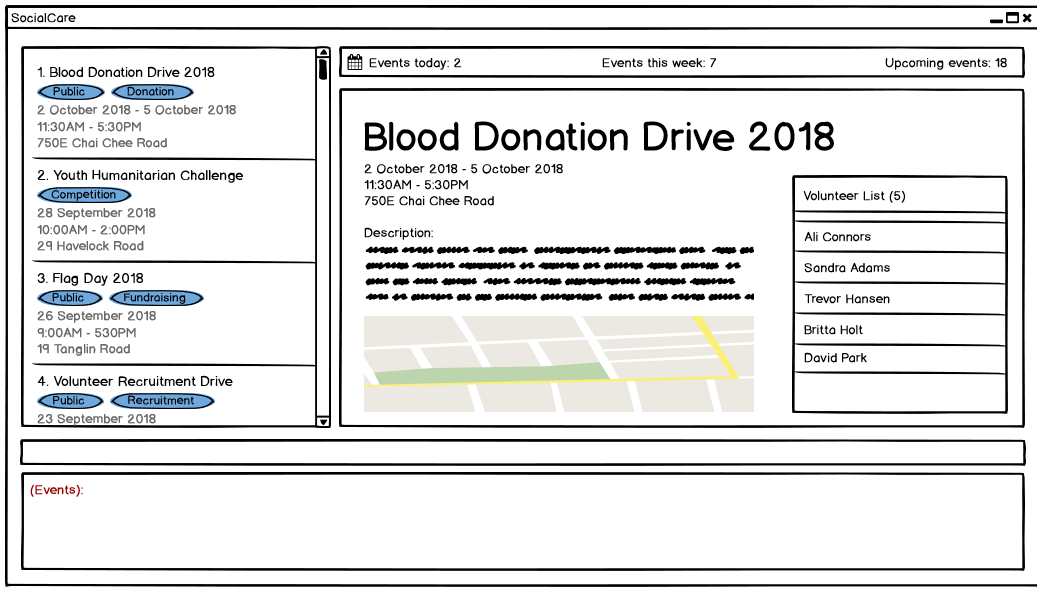 SocialCare
1. Blood Donation Drive 2018
Public Donation
2 October 2018 - 5 October 2018
11:30AM - 5:30PM
750E Chai Chee Road
2. Youth Humanitarian Challenge
Competition
28 September 2018
10:00AM - 2:00PM
29 Havelock Road
3. Flag Day 2018
Public Fundraising
26 September 2018
9:00AM - 530PM
19 Tanglin Road
4. Volunteer Recruitment Drive
Public Recruitment
23 September 2018
Events today: 2 Events this week: 7 Upcoming events: 18
Blood Donation Drive 2018
2 October 2018 - 5 October 2018
11:30AM - 5:30PM
750E Chai Chee Road
Description:
Volunteer List (5)
Ali Connors
Sandra Adams
Trevor Hansen
Britta Holt
David Park
(Events):